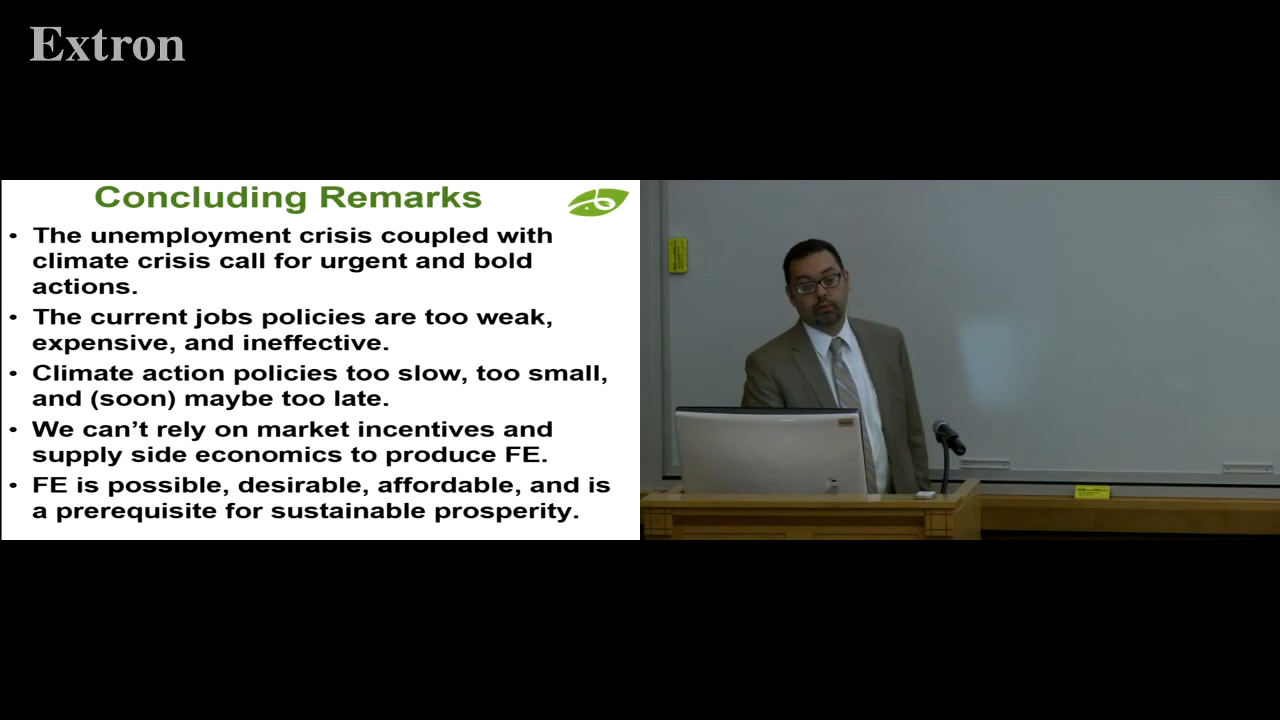 Extron
Concluding Remarks
• The unemployment crisis coupled with
climate crisis call for urgent and bold
actions.
• The current jobs policies are too weak,
expensive, and ineffective.
• Climate action policies too slow, too small,
and (soon) maybe too late.
• We can’t rely on market incentives and
supply side economics to produce FE.
• FE is possible, desirable, affordable, and is
a prerequisite for sustainable prosperity.